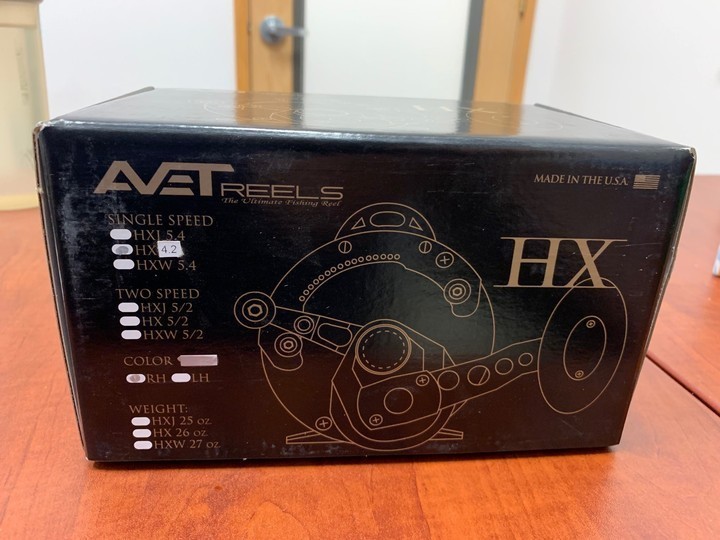 AVET REELS
The Ultimate Fishing Reel
MADE IN THE U.S.A.
HX
SINGLE SPEED
HXJ 5.4
HX 4.2
HXW 5.4
TWO SPEED
HXJ 5/2
HX 5/2
HXW 5/2
COLOR
RH LH
WEIGHT:
HXJ 25 oz
HX 26 oz
HXW 27 oz